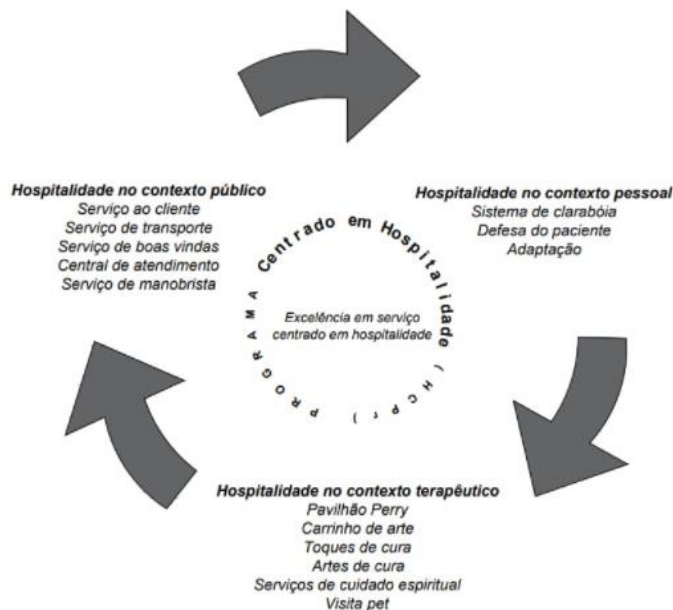 Hospitalidade no contexto público
Serviço ao cliente
Serviço de transporte
Serviço de boas vindas
Central de atendimento
Serviço de manobrista
Hospitalidade no contexto pessoal
Sistema de clarabóia
Defesa do paciente
Adaptação
PROGRAMA Centrado em Hospitalidade (HCPr)
Excelência em serviço
centrado em hospitalidade
Hospitalidade no contexto terapêutico
Pavilhão Perry
Carrinho de arte
Toques de cura
Artes de cura
Serviços de cuidado espiritual
Visita pet